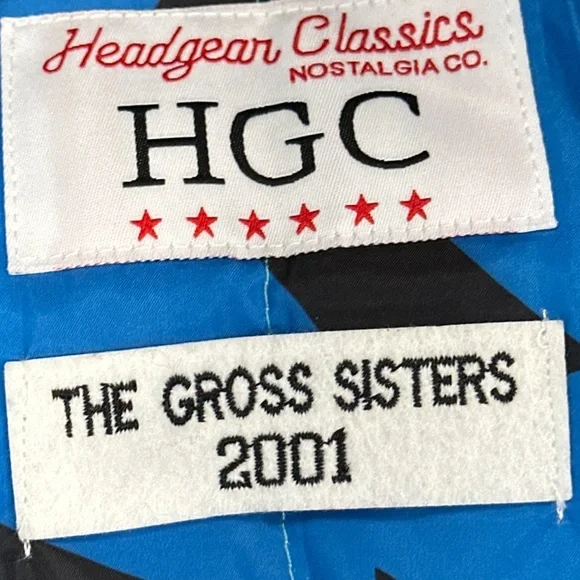 Headgear Classics
NOSTALGIA CO.
HGC
THE GROSS SISTERS
2001